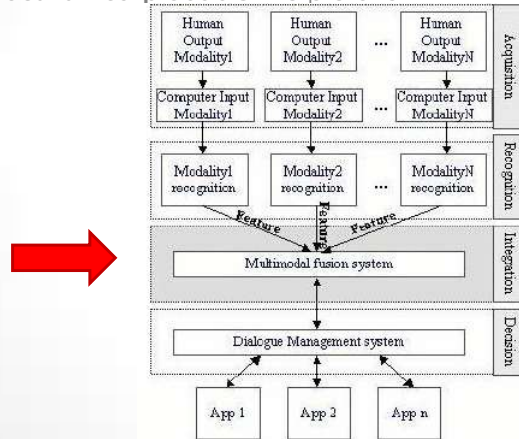 Human Output Modality1
Human Output Modality2
...
Human Output ModalityN
Acquisition
Computer Input Modality1
Computer Input Modality2
...
Computer Input ModalityN
Modality1 recognition
Modality2 recognition
...
ModalityN recognition
Recognition
Feature
Feature
Feature
Multimodal fusion system
Integration
Dialogue Management system
Decision
App 1
App 2
App n